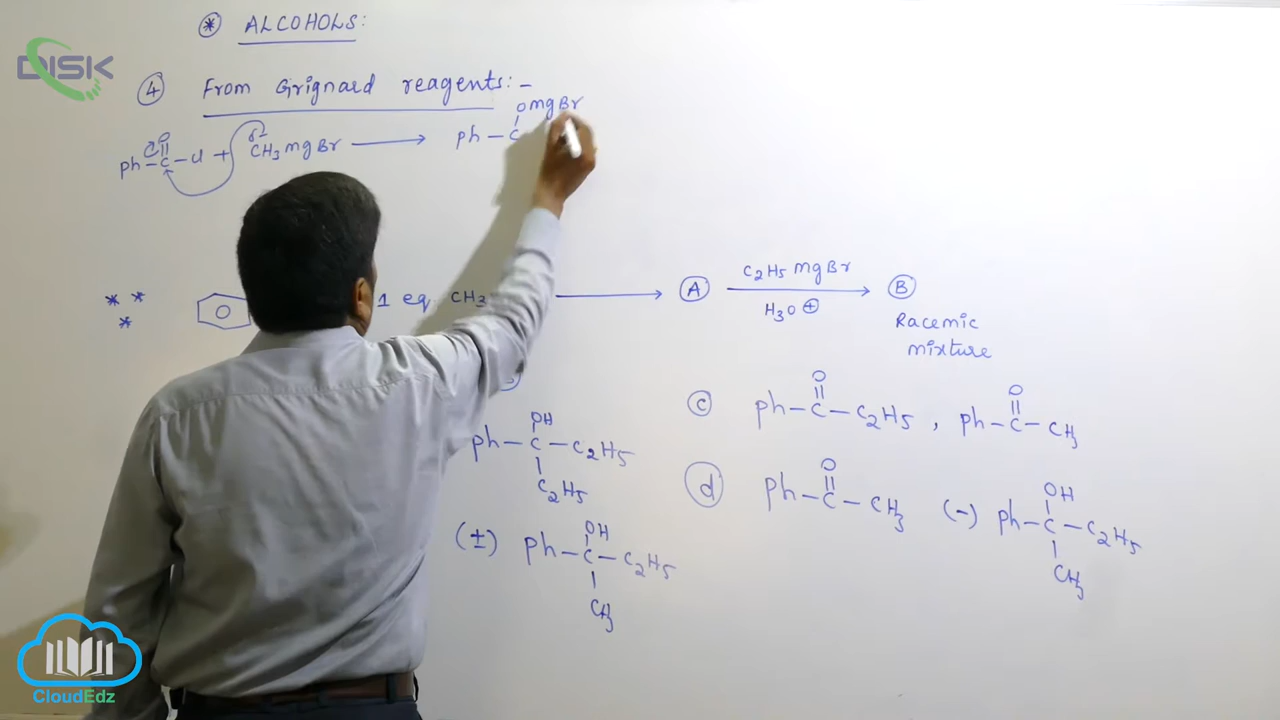 DISK
* ALCOHOLS:
4 From Grignard reagents:-
Ph-C(=O)-Cl + CH3mgBr → Ph-C-OmgBr
δ-
** 1 eq CH3 → A C2H5mgBr / H3O⊕ → B
*
Racemic
mixture
Ph-C(OH)(C2H5)-C2H5
(±) Ph-C(OH)(CH3)-C2H5
c Ph-C(=O)-C2H5 , Ph-C(=O)-CH3
d Ph-C(=O)-CH3 (-) Ph-C(OH)(CH3)-C2H5
CloudEdz